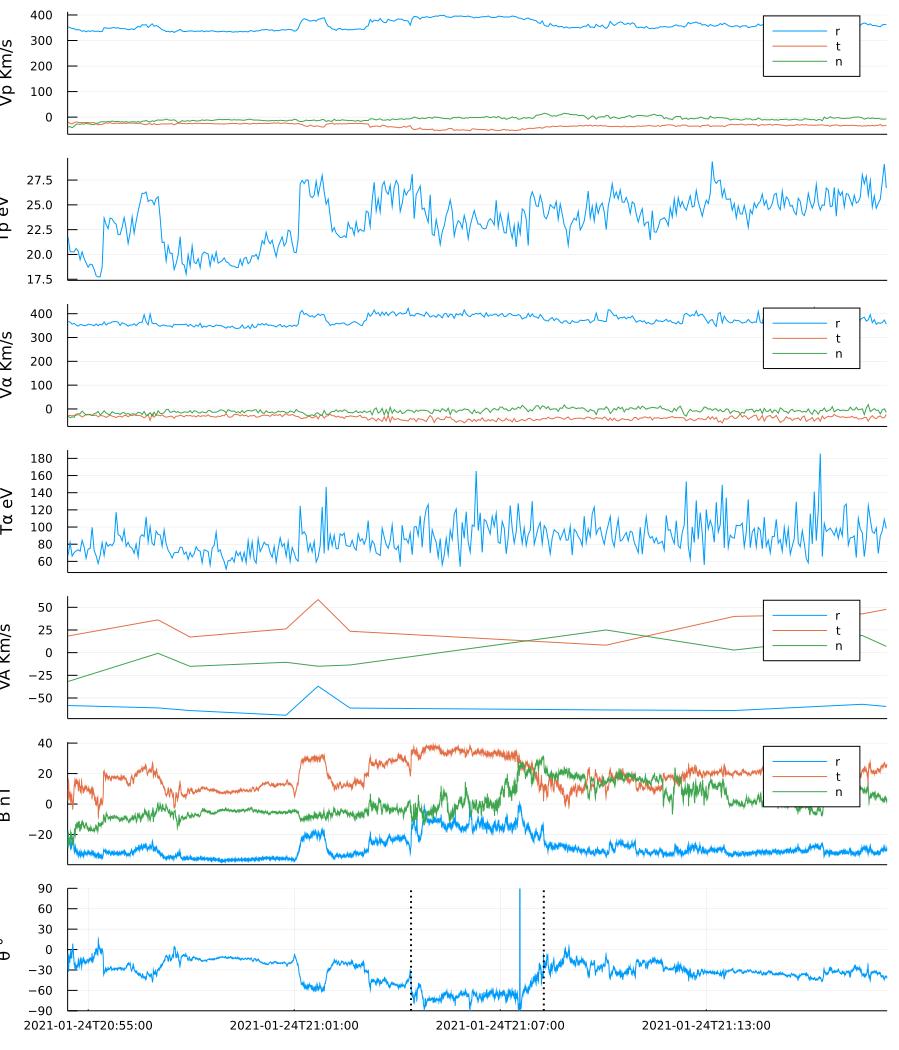 Vp Km/s
400
300
200
100
0
r
t
n
Tp eV
27.5
25.0
22.5
20.0
17.5
Vα Km/s
400
300
200
100
0
r
t
n
Tα eV
180
160
140
120
100
80
60
VA Km/s
50
25
0
−25
−50
r
t
n
B nT
40
20
0
−20
r
t
n
θ °
90
60
30
0
−30
−60
−90
2021-01-24T20:55:00 2021-01-24T21:01:00 2021-01-24T21:07:00 2021-01-24T21:13:00